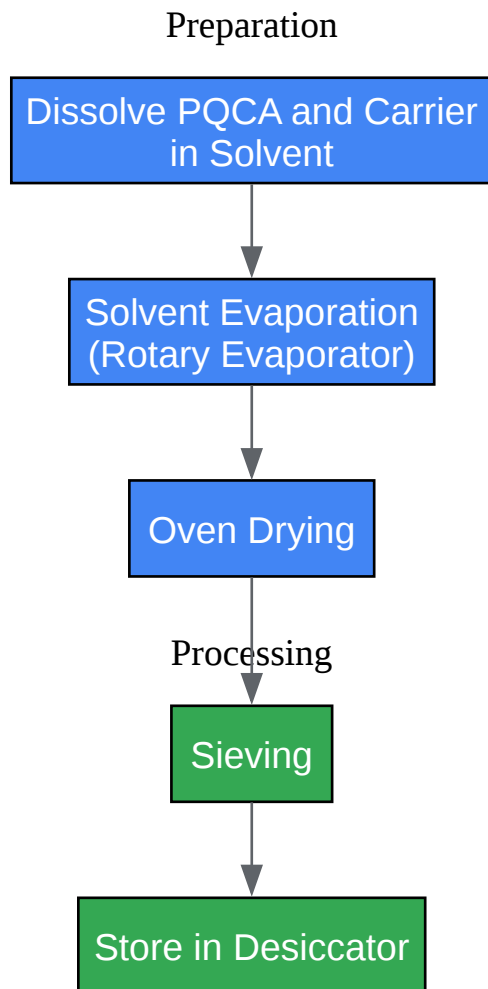 Preparation
Dissolve PQCA and Carrier
in Solvent
Solvent Evaporation
(Rotary Evaporator)
Oven Drying
Processing
Sieving
Store in Desiccator